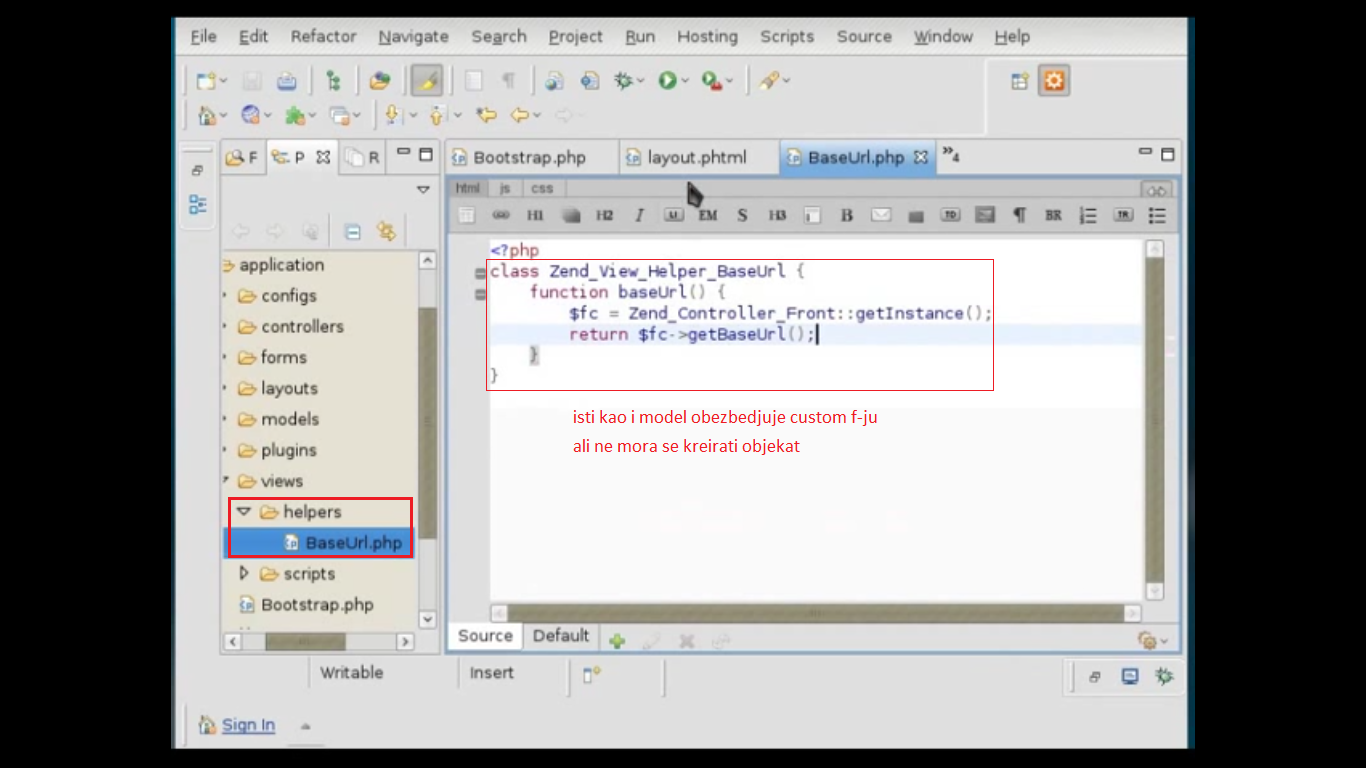 File Edit Refactor Navigate Search Project Run Hosting Scripts Source Window Help
F P R
Bootstrap.php layout.phtml BaseUrl.php »4
html js css
H1 H2 I LI EM S H3 B TD ¶ BR TR
application
configs
controllers
forms
layouts
models
plugins
views
helpers
BaseUrl.php
scripts
Bootstrap.php
<?php
class Zend_View_Helper_BaseUrl {
function baseUrl() {
$fc = Zend_Controller_Front::getInstance();
return $fc->getBaseUrl();
}
}
isti kao i model obezbedjuje custom f-ju
ali ne mora se kreirati objekat
Source Default
Writable Insert
Sign In